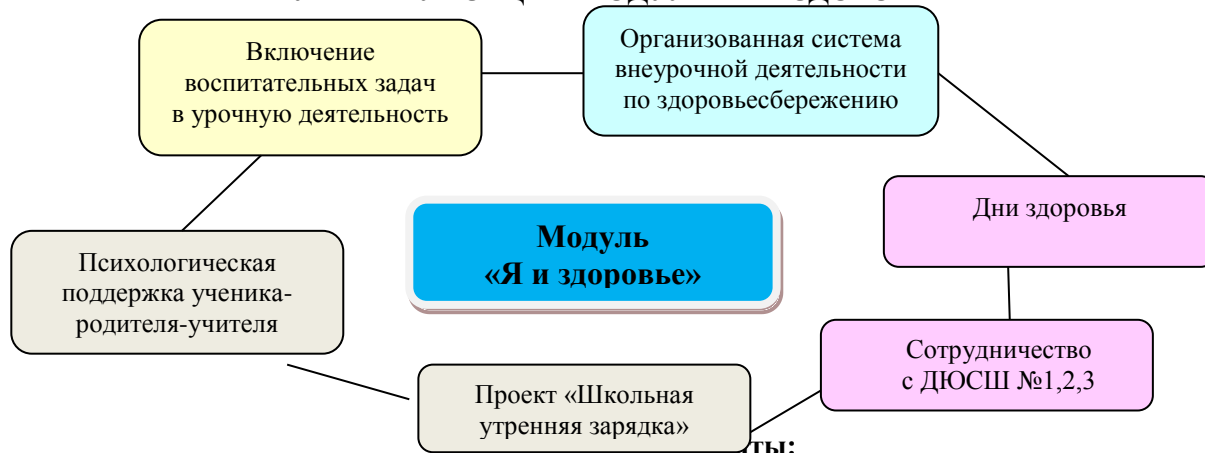 Включение
воспитательных задач
в урочную деятельность
Организованная система
внеурочной деятельности
по здоровьесбережению
Дни здоровья
Модуль
«Я и здоровье»
Психологическая
поддержка ученика-
родителя-учителя
Сотрудничество
с ДЮСШ №1,2,3
Проект «Школьная
утренняя зарядка»
ты: